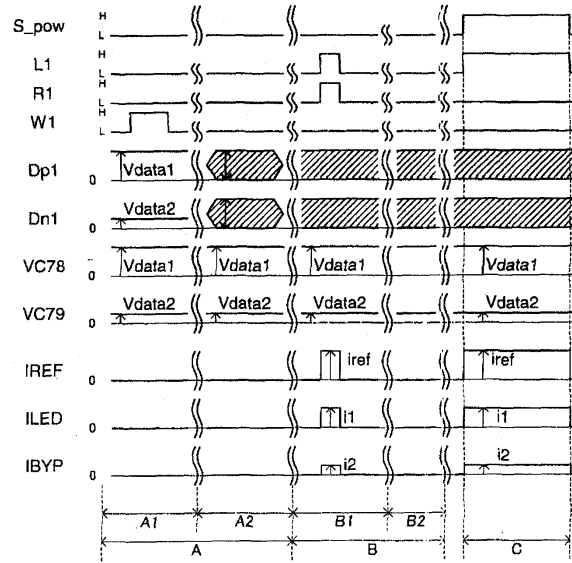 S_pow H
L
L1 H
L
R1 H
L
W1 H
L
Dp1 0 Vdata1
Dn1 0 Vdata2
VC78 0 Vdata1 Vdata1 Vdata1 Vdata1
VC79 0 Vdata2 Vdata2 Vdata2 Vdata2
IREF 0 iref iref
ILED 0 i1 i1
IBYP 0 i2 i2
A1 A2 B1 B2
A B C